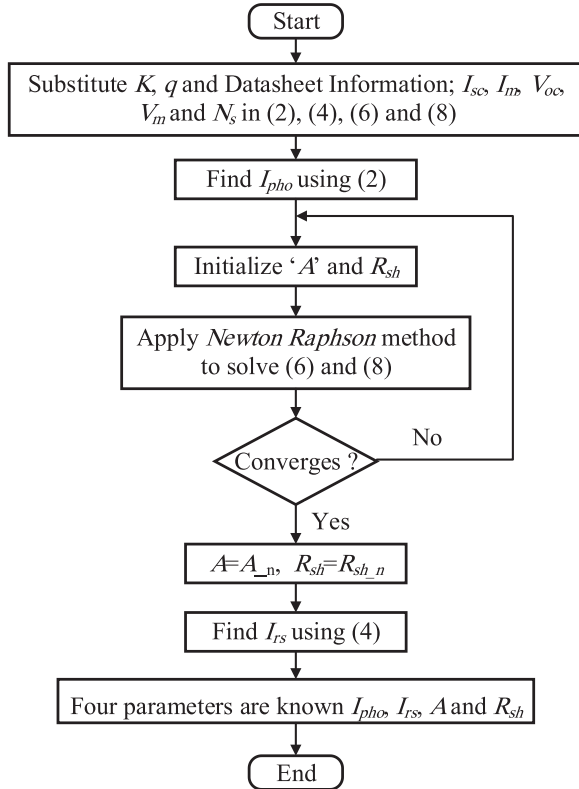 Start
Substitute K, q and Datasheet Information; Isc, Im, Voc,
Vm and Ns in (2), (4), (6) and (8)
Find Ipho using (2)
Initialize ‘A’ and Rsh
Apply Newton Raphson method
to solve (6) and (8)
Converges ?
No
Yes
A=A_n, Rsh=Rsh_n
Find Irs using (4)
Four parameters are known Ipho, Irs, A and Rsh
End